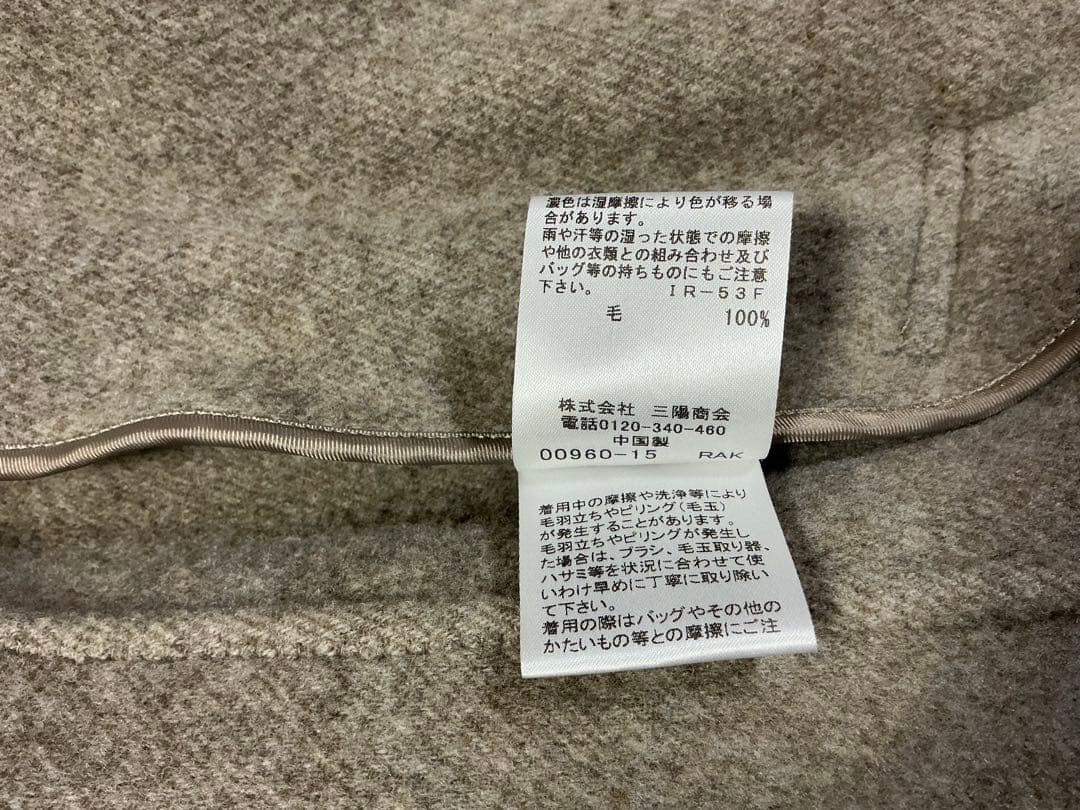 濃色は湿摩擦により色が移る場
合があります。
雨や汗等の湿った状態での摩擦
や他の衣類との組み合わせ及び
バッグ等の持ちものにもご注意
下さい。 IR-53F
毛 100%
株式会社 三陽商会
電話0120-340-460
中国製
00960-15 RAK
着用中の摩擦や洗浄等により
毛羽立ちやピリング(毛玉)
が発生することがあります。
毛羽立ちやピリングが発生し
た場合は、ブラシ、毛玉取り器、
ハサミ等を状況に合わせて使
いわけ早めに丁寧に取り除い
て下さい。
着用の際はバッグやその他の
かたいもの等との摩擦にご注